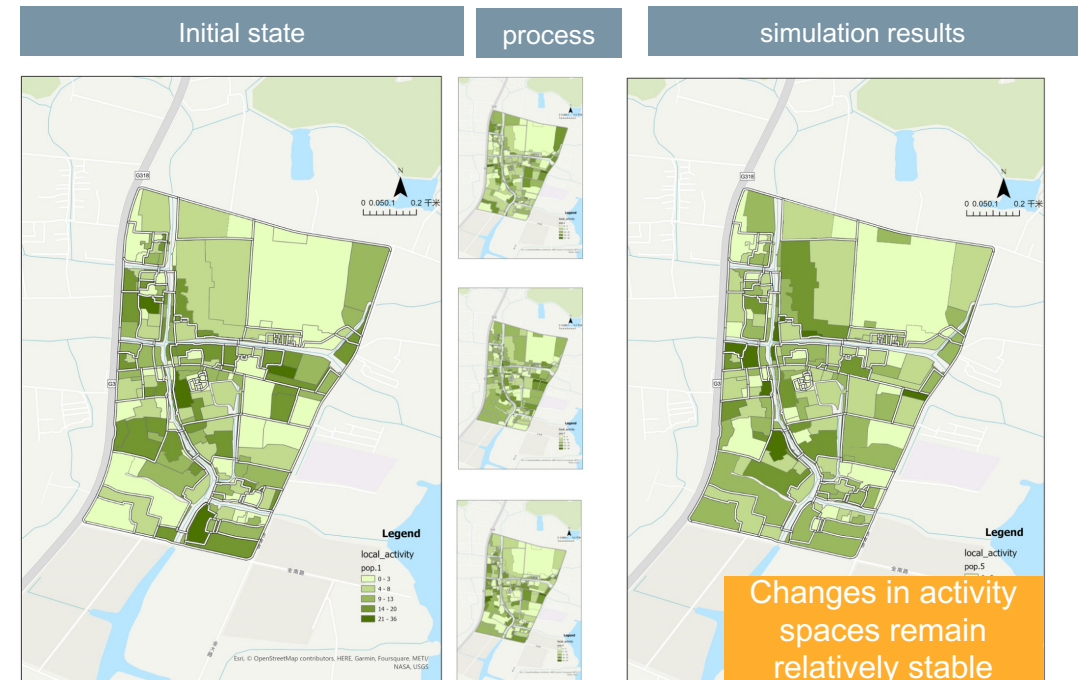 Initial state
process
simulation results
G318
N
0 0.050.1 0.2 千米
G3
Legend
local_activity
pop.1
0 - 3
4 - 8
9 - 13
14 - 20
21 - 36
Esri, © OpenStreetMap contributors, HERE, Garmin, Foursquare, METI/
NASA, USGS
Legend
Legend
Legend
G318
N
0 0.050.1 0.2 千米
G3
Legend
local_activity
pop.5
Changes in activity
spaces remain
relatively stable